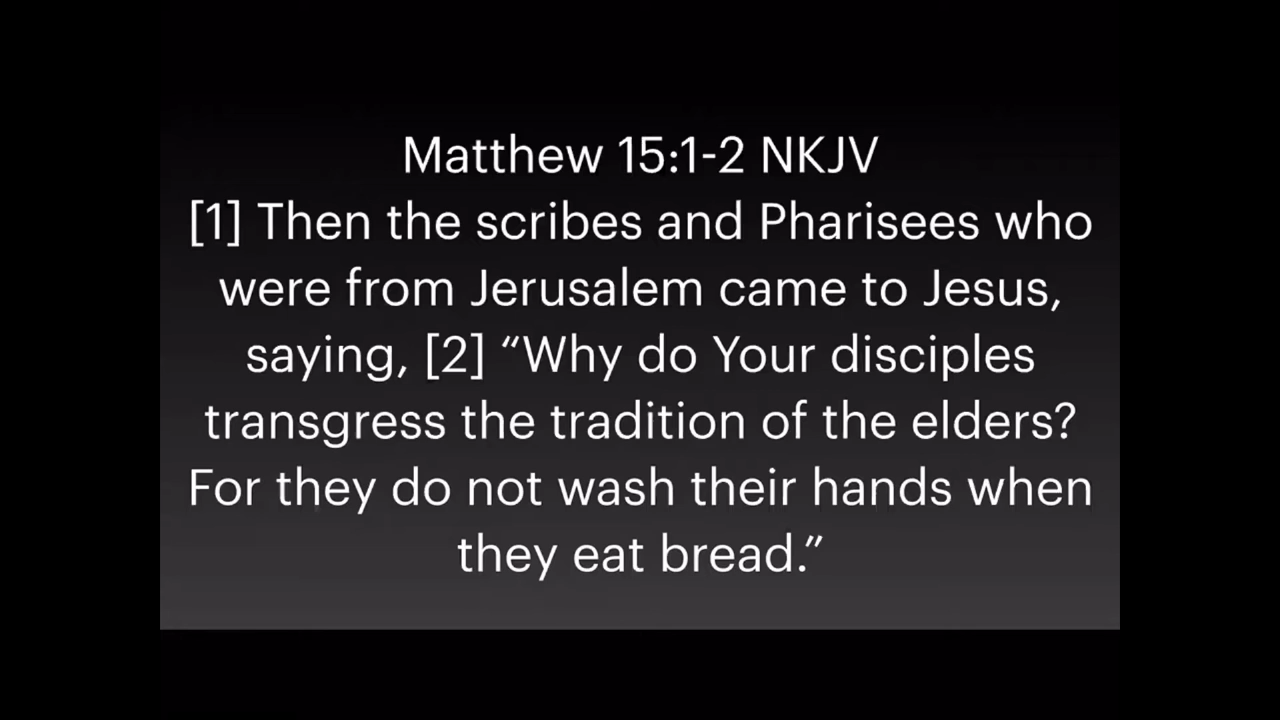 Matthew 15:1-2 NKJV
[1] Then the scribes and Pharisees who
were from Jerusalem came to Jesus,
saying, [2] “Why do Your disciples
transgress the tradition of the elders?
For they do not wash their hands when
they eat bread.”